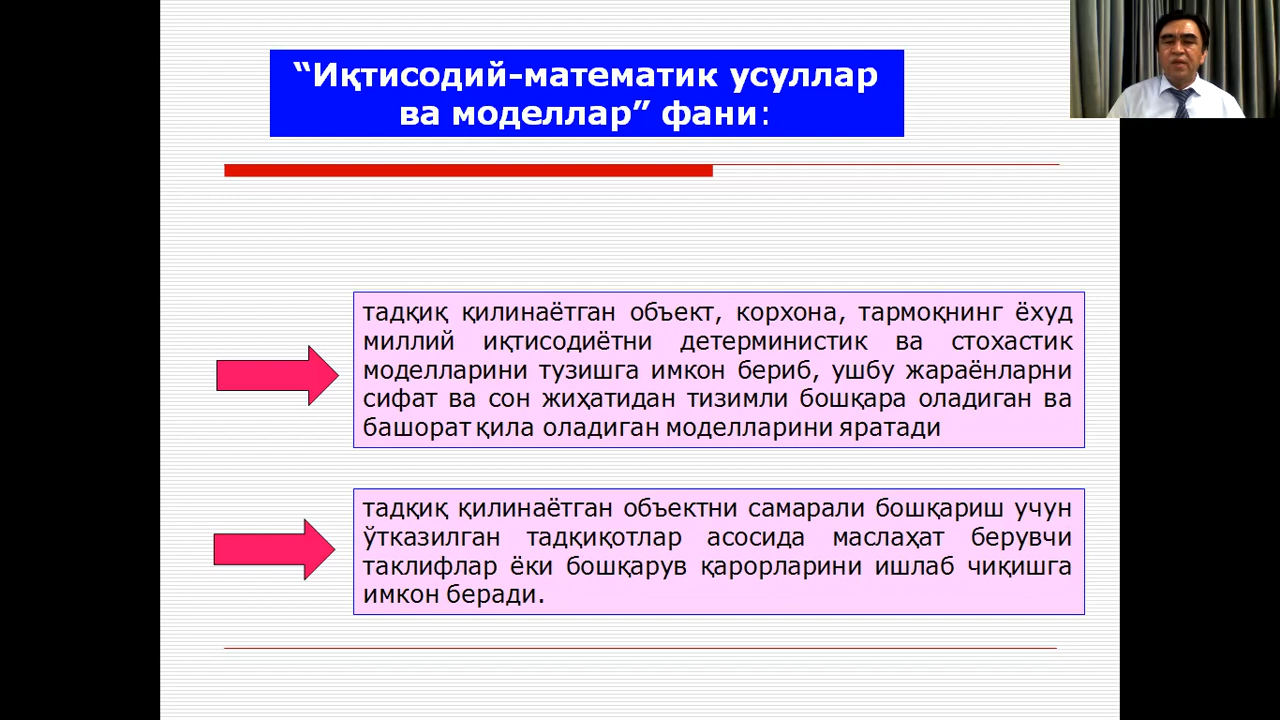 “Иқтисодий-математик усуллар
ва моделлар” фани:
тадқиқ қилинаётган объект, корхона, тармоқнинг ёхуд
миллий иқтисодиётни детерминистик ва стохастик
моделларини тузишга имкон бериб, ушбу жараёнларни
сифат ва сон жиҳатидан тизимли бошқара оладиган ва
башорат қила оладиган моделларини яратади
тадқиқ қилинаётган объектни самарали бошқариш учун
ўтказилган тадқиқотлар асосида маслаҳат берувчи
таклифлар ёки бошқарув қарорларини ишлаб чиқишга
имкон беради.